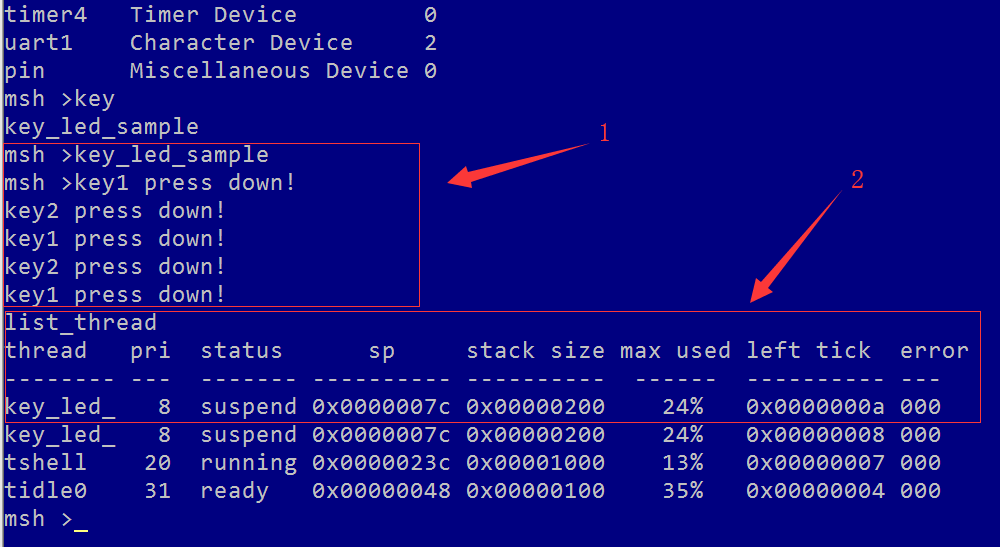 timer4   Timer Device         0
uart1    Character Device     2
pin      Miscellaneous Device 0
msh >key
key_led_sample
1
msh >key_led_sample
msh >key1 press down!
2
key2 press down!
key1 press down!
key2 press down!
key1 press down!
list_thread
thread   pri  status      sp     stack size max used left tick  error
-------- ---  ------- ---------- ----------  ------  ---------- ---
key_led_   8  suspend 0x0000007c 0x00000200    24%   0x0000000a 000
key_led_   8  suspend 0x0000007c 0x00000200    24%   0x00000008 000
tshell    20  running 0x0000023c 0x00001000    13%   0x00000007 000
tidle0    31  ready   0x00000048 0x00000100    35%   0x00000004 000
msh >_